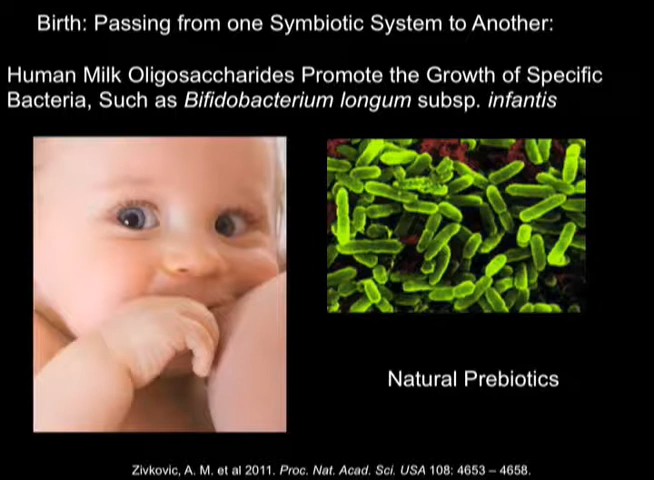 Birth: Passing from one Symbiotic System to Another:
Human Milk Oligosaccharides Promote the Growth of Specific
Bacteria, Such as Bifidobacterium longum subsp. infantis
Natural Prebiotics
Zivkovic, A. M. et al 2011. Proc. Nat. Acad. Sci. USA 108: 4653 – 4658.